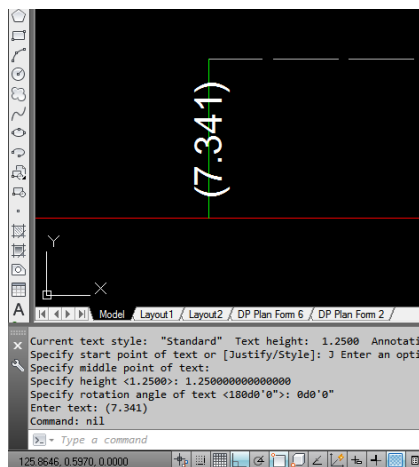 (7.341)
Y
X
A
Model Layout1 Layout2 DP Plan Form 6 DP Plan Form 2
Current text style: "Standard" Text height: 1.2500 Annotati
Specify start point of text or [Justify/Style]: J Enter an opti
Specify middle point of text:
Specify height <1.2500>: 1.250000000000000
Specify rotation angle of text <180d0'0">: 0d0'0"
Enter text: (7.341)
Command: nil
Type a command
125.8646, 0.5970, 0.0000